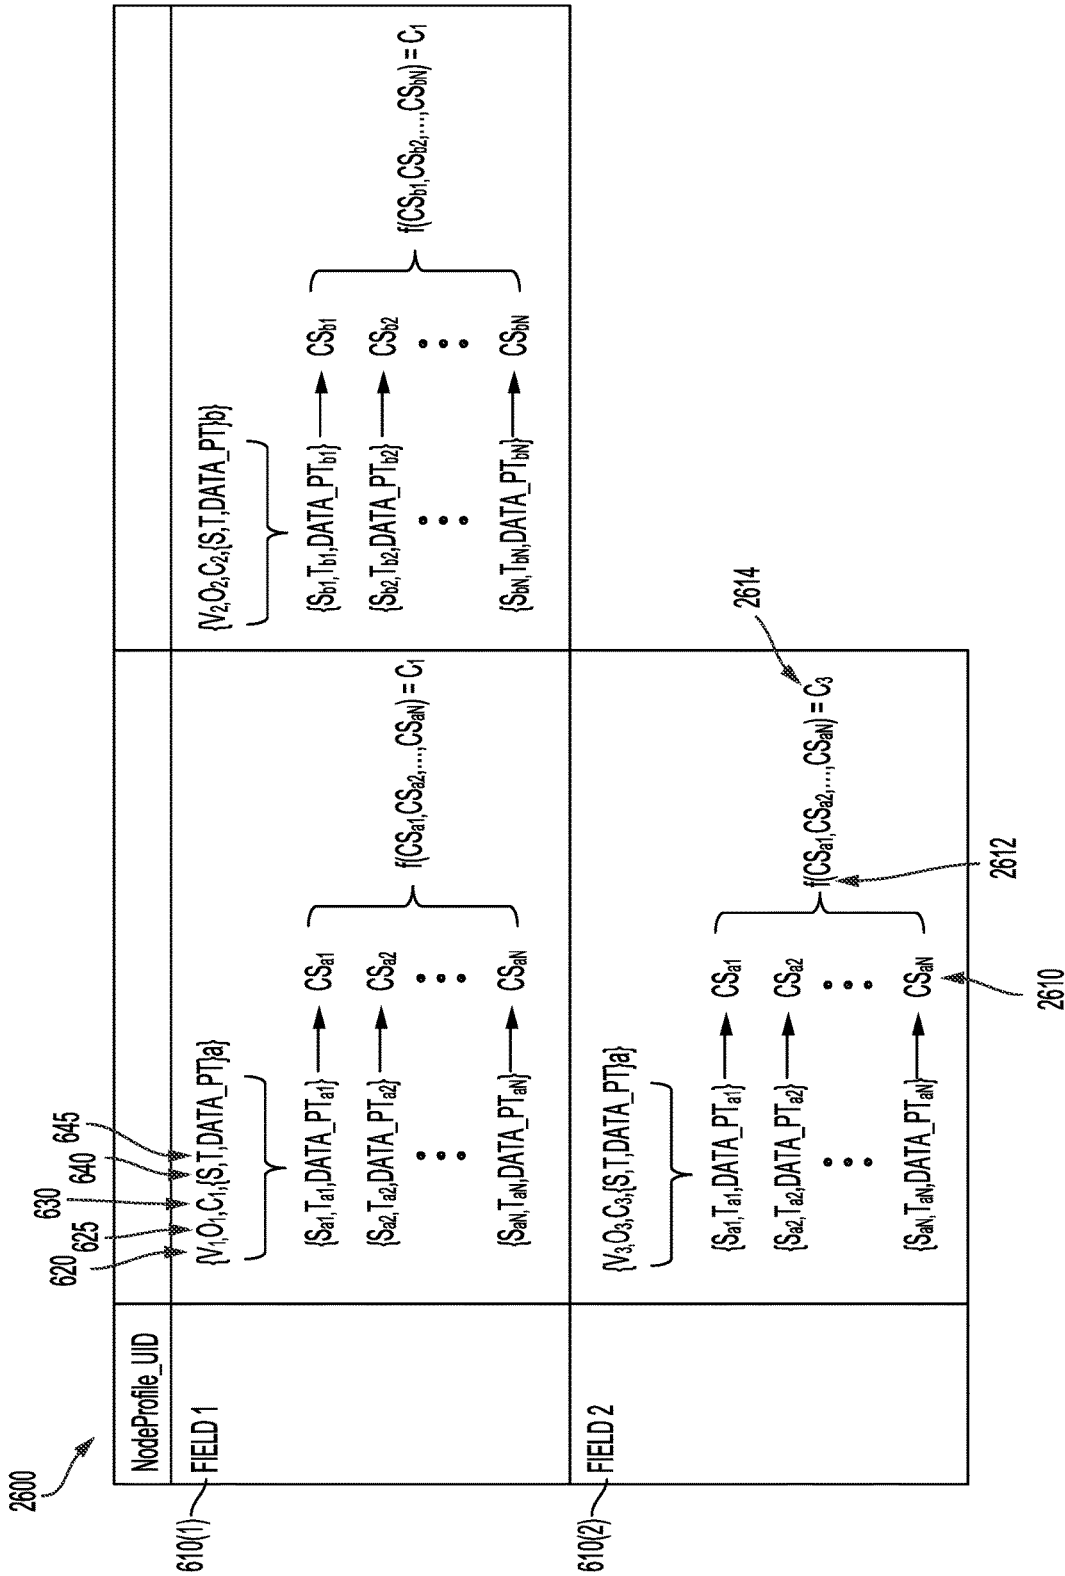 2600
NodeProfile_UID
610(1)
FIELD 1
620
625
630
640
645
{V1,O1,C1,{S,T,DATA_PT}a}
{Sa1,Ta1,DATA_PTa1} → CSa1
{Sa2,Ta2,DATA_PTa2} → CSa2
{SaN,TaN,DATA_PTaN} → CSaN
f(CSa1,CSa2,...,CSaN) = C1
{V2,O2,C2,{S,T,DATA_PT}b}
{Sb1,Tb1,DATA_PTb1} → CSb1
{Sb2,Tb2,DATA_PTb2} → CSb2
{SbN,TbN,DATA_PTbN} → CSbN
f(CSb1,CSb2,...,CSbN) = C1
610(2)
FIELD 2
{V3,O3,C3,{S,T,DATA_PT}a}
{Sa1,Ta1,DATA_PTa1} → CSa1
{Sa2,Ta2,DATA_PTa2} → CSa2
{SaN,TaN,DATA_PTaN} → CSaN
f(CSa1,CSa2,...,CSaN) = C3
2610
2612
2614